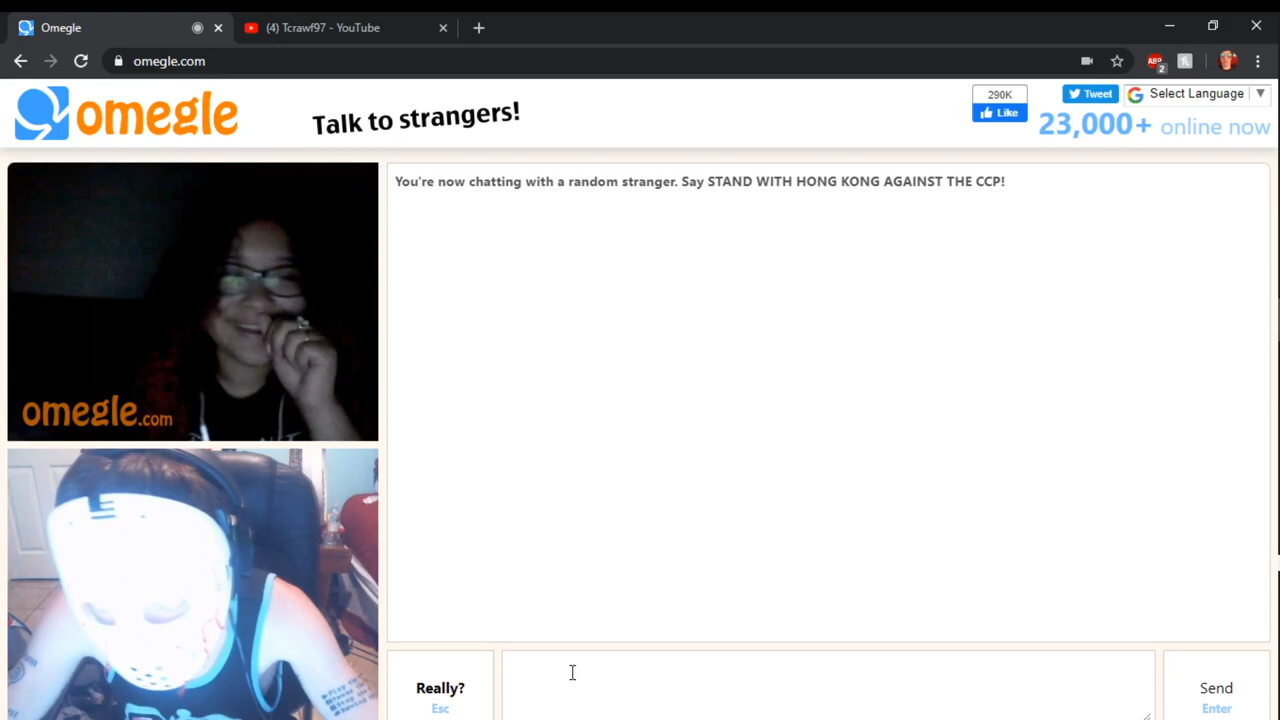 Omegle
(4) Tcrawf97 - YouTube
omegle.com
ABP
2
omegle
Talk to strangers!
290K
Like
Tweet
Select Language
23,000+ online now
You're now chatting with a random stranger. Say STAND WITH HONG KONG AGAINST THE CCP!
omegle.com
Really?
Esc
Send
Enter